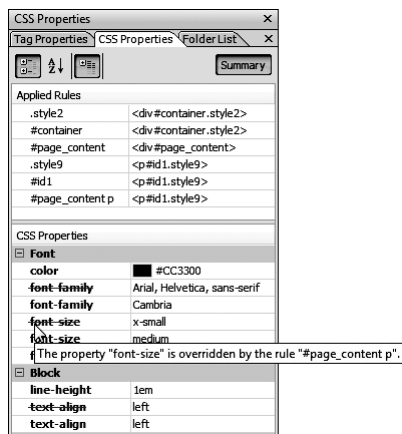 CSS Properties ×
Tag Properties CSS Properties Folder List ×
A Z Summary
Applied Rules
.style2 <div#container.style2>
#container <div#container.style2>
#page_content <div#page_content>
.style9 <p#id1.style9>
#id1 <p#id1.style9>
#page_content p <p#id1.style9>
CSS Properties
Font
color #CC3300
font-family Arial, Helvetica, sans-serif
font-family Cambria
font-size x-small
font-size medium
f The property "font-size" is overridden by the rule "#page_content p".
Block
line-height 1em
text-align left
text-align left